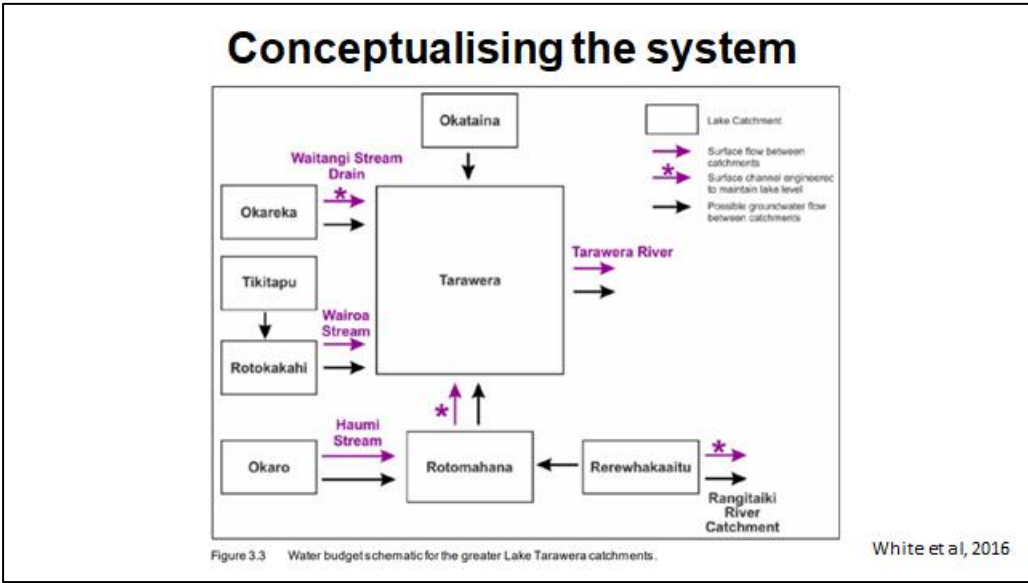 Conceptualising the system
Okataina
Lake Catchment
Surface flow between
catchments
*
Surface channel engineered
to maintain lake level
Possible groundwater flow
between catchments
Waitangi Stream
Drain
*
Okareka
Tarawera
Tarawera River
Tikitapu
Wairoa
Stream
Rotokakahi
*
Haumi
Stream
Okaro
Rotomahana
Rerewhakaaitu
*
Rangitaiki
River
Catchment
Figure 3.3 Water budget schematic for the greater Lake Tarawera catchments.
White et al, 2016